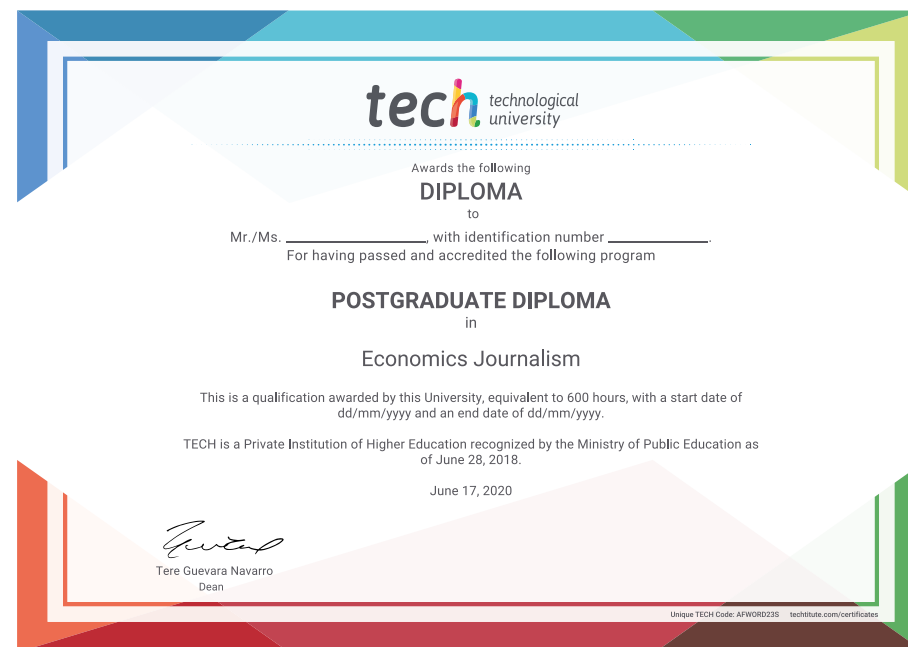 tech technological
university
Awards the following
DIPLOMA
to
Mr./Ms. ____________, with identification number ____________.
For having passed and accredited the following program
POSTGRADUATE DIPLOMA
in
Economics Journalism
This is a qualification awarded by this University, equivalent to 600 hours, with a start date of
dd/mm/yyyy and an end date of dd/mm/yyyy.
TECH is a Private Institution of Higher Education recognized by the Ministry of Public Education as
of June 28, 2018.
June 17, 2020
Tere Guevara Navarro
Dean
Unique TECH Code: AFWORD23S techtitute.com/certificates